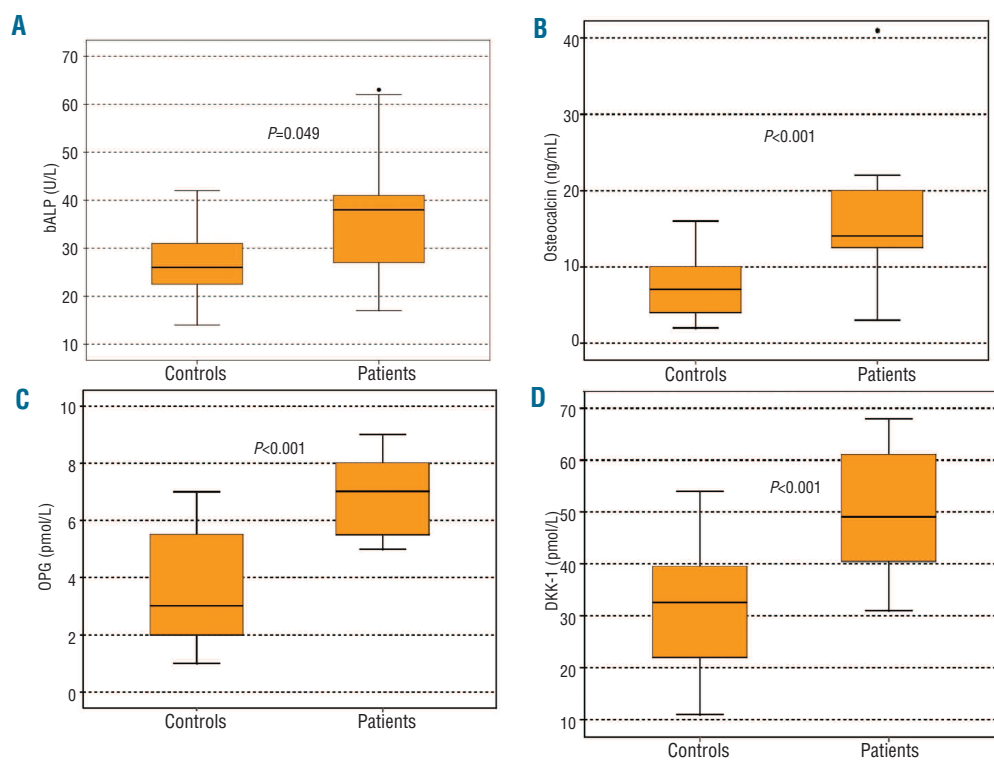 A
70
60
50
40
30
20
10
bALP (U/L)
P=0.049
Controls Patients
B
40
30
20
10
0
Osteocalcin (ng/mL)
P<0.001
Controls Patients
C
10
8
6
4
2
0
OPG (pmol/L)
P<0.001
Controls Patients
D
70
60
50
40
30
20
10
DKK-1 (pmol/L)
P<0.001
Controls Patients